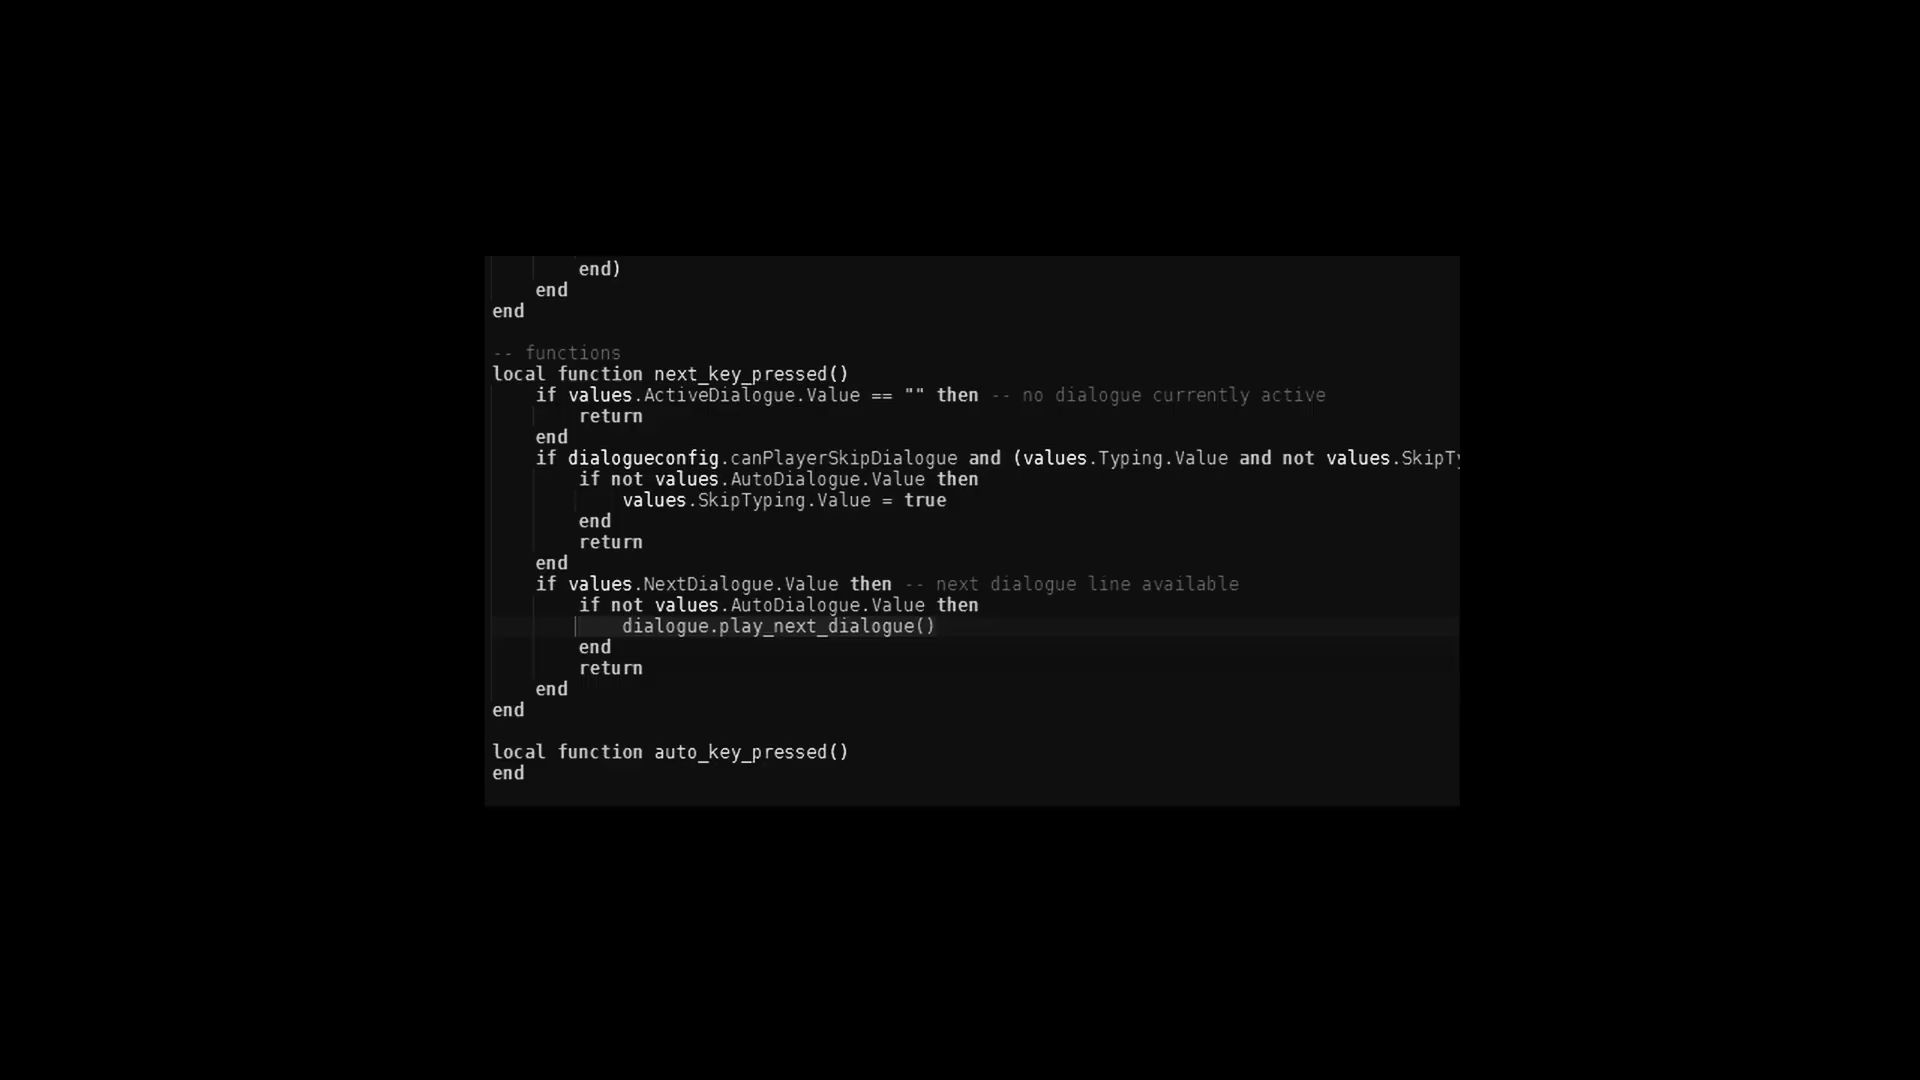 end)
end
end
-- functions
local function next_key_pressed()
if values.ActiveDialogue.Value == "" then -- no dialogue currently active
return
end
if dialogueconfig.canPlayerSkipDialogue and (values.Typing.Value and not values.SkipTy
if not values.AutoDialogue.Value then
values.SkipTyping.Value = true
end
return
end
if values.NextDialogue.Value then -- next dialogue line available
if not values.AutoDialogue.Value then
dialogue.play_next_dialogue()
end
return
end
end
local function auto_key_pressed()
end